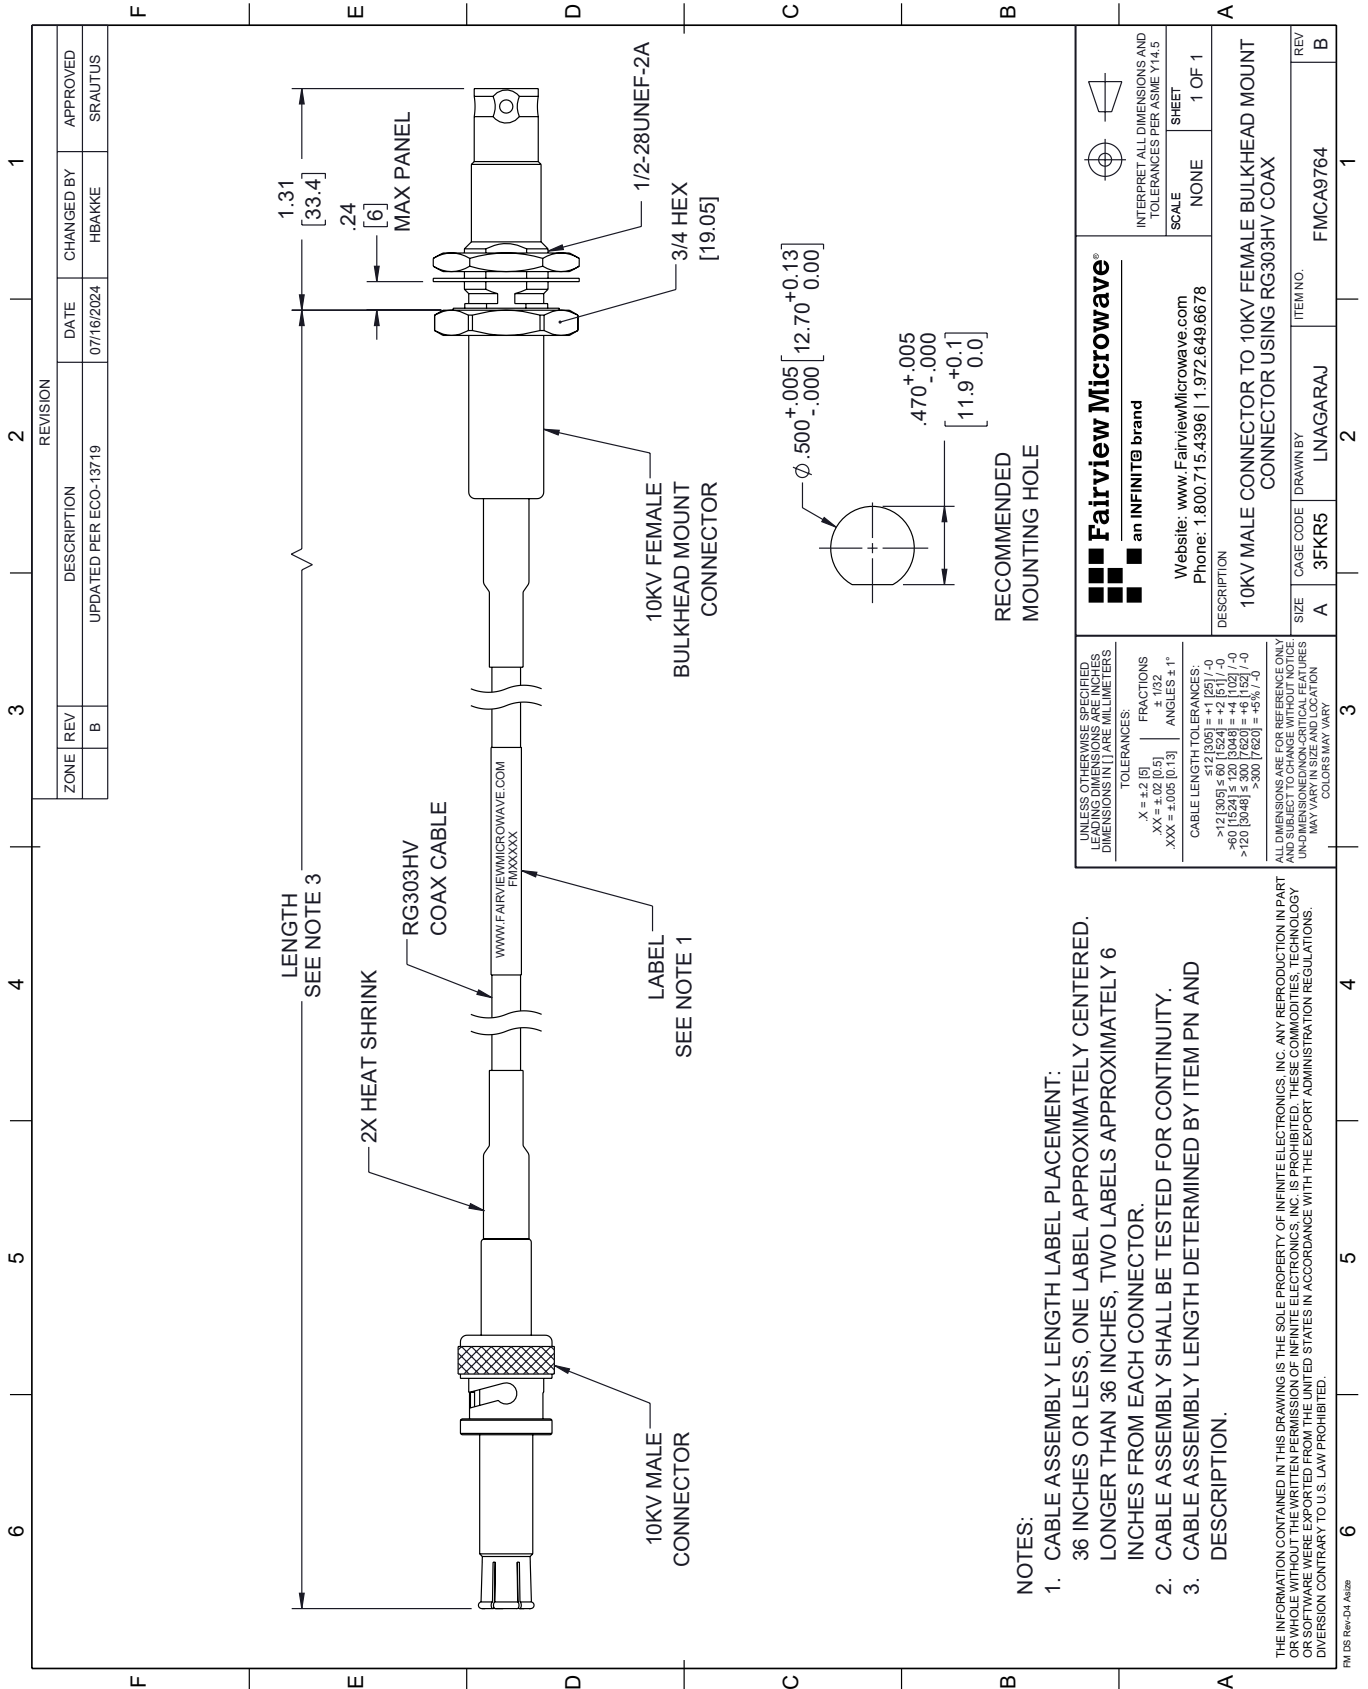 6
5
4
3
2
1
F
E
D
C
B
A
REVISION
ZONE
REV
DESCRIPTION
DATE
CHANGED BY
APPROVED
B
UPDATED PER ECO-13719
07/16/2024
HBAKKE
SRAUTUS
LENGTH
SEE NOTE 3
1.31
[33.4]
.24
[6]
MAX PANEL
2X HEAT SHRINK
RG303HV
COAX CABLE
WWW.FAIRVIEWMICROWAVE.COM
FMXXXXX
1/2-28UNEF-2A
3/4 HEX
[19.05]
10KV MALE
CONNECTOR
LABEL
SEE NOTE 1
10KV FEMALE
BULKHEAD MOUNT
CONNECTOR
∅ .500 +.005 -.000 [12.70 +0.13 0.00]
.470 +.005 -.000
[11.9 +0.1 0.0]
RECOMMENDED
MOUNTING HOLE
NOTES:
1. CABLE ASSEMBLY LENGTH LABEL PLACEMENT:
36 INCHES OR LESS, ONE LABEL APPROXIMATELY CENTERED.
LONGER THAN 36 INCHES, TWO LABELS APPROXIMATELY 6
INCHES FROM EACH CONNECTOR.
2. CABLE ASSEMBLY SHALL BE TESTED FOR CONTINUITY.
3. CABLE ASSEMBLY LENGTH DETERMINED BY ITEM PN AND
DESCRIPTION.
THE INFORMATION CONTAINED IN THIS DRAWING IS THE SOLE PROPERTY OF INFINITE ELECTRONICS, INC. ANY REPRODUCTION IN PART
OR WHOLE WITHOUT THE WRITTEN PERMISSION OF INFINITE ELECTRONICS, INC. IS PROHIBITED. THESE COMMODITIES, TECHNOLOGY
OR SOFTWARE WERE EXPORTED FROM THE UNITED STATES IN ACCORDANCE WITH THE EXPORT ADMINISTRATION REGULATIONS.
DIVERSION CONTRARY TO U.S. LAW PROHIBITED.
UNLESS OTHERWISE SPECIFIED
LEADING DIMENSIONS ARE INCHES
DIMENSIONS IN [ ] ARE MILLIMETERS
TOLERANCES:
.X = ±.2 [5]
.XX = ±.02 [0.5]
.XXX = ±.005 [0.13]
FRACTIONS
± 1/32
ANGLES ± 1°
CABLE LENGTH TOLERANCES:
≤12 [305] = +1 [25] / -0
>12 [305] ≤ 60 [1524] = +2 [51] / -0
>60 [1524] ≤ 120 [3048] = +4 [102] / -0
>120 [3048] ≤ 300 [7620] = +6 [152] / -0
>300 [7620] = +5% / -0
ALL DIMENSIONS ARE FOR REFERENCE ONLY
AND SUBJECT TO CHANGE WITHOUT NOTICE.
UN-DIMENSIONED/NON-CRITICAL FEATURES
MAY VARY IN SIZE AND LOCATION
COLORS MAY VARY
Fairview Microwave®
an INFINITE brand
Website: www.FairviewMicrowave.com
Phone: 1.800.715.4396 | 1.972.649.6678
INTERPRET ALL DIMENSIONS AND
TOLERANCES PER ASME Y14.5
SCALE
NONE
SHEET
1 OF 1
DESCRIPTION
10KV MALE CONNECTOR TO 10KV FEMALE BULKHEAD MOUNT
CONNECTOR USING RG303HV COAX
SIZE
A
CAGE CODE
3FKR5
DRAWN BY
LNAGARAJ
ITEM NO.
FMCA9764
REV
B
6
5
4
3
2
1
F
E
D
C
B
A
FM DS Rev-D4 Asize